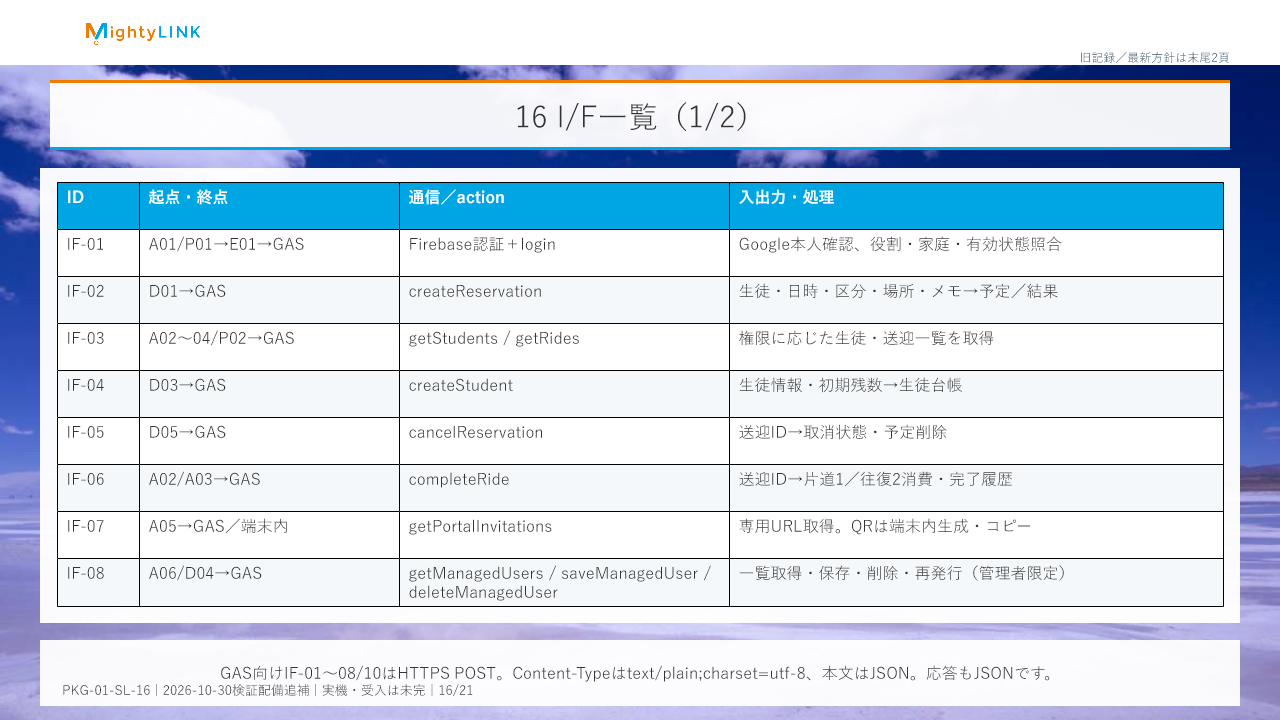 MightyLINK
旧記録／最新方針は末尾2頁
16 I/F一覧（1/2）
ID 起点・終点 通信／action 入出力・処理
IF-01 A01/P01→E01→GAS Firebase認証＋login Google本人確認、役割・家庭・有効状態照合
IF-02 D01→GAS createReservation 生徒・日時・区分・場所・メモ→予定／結果
IF-03 A02～04/P02→GAS getStudents / getRides 権限に応じた生徒・送迎一覧を取得
IF-04 D03→GAS createStudent 生徒情報・初期残数→生徒台帳
IF-05 D05→GAS cancelReservation 送迎ID→取消状態・予定削除
IF-06 A02/A03→GAS completeRide 送迎ID→片道1／往復2消費・完了履歴
IF-07 A05→GAS／端末内 getPortalInvitations 専用URL取得。QRは端末内生成・コピー
IF-08 A06/D04→GAS getManagedUsers / saveManagedUser / 一覧取得・保存・削除・再発行（管理者限定）
deleteManagedUser
GAS向けIF-01～08/10はHTTPS POST。Content-Typeはtext/plain;charset=utf-8、本文はJSON。応答もJSONです。
PKG-01-SL-16｜2026-10-30検証配備追補｜実機・受入は未完｜16/21